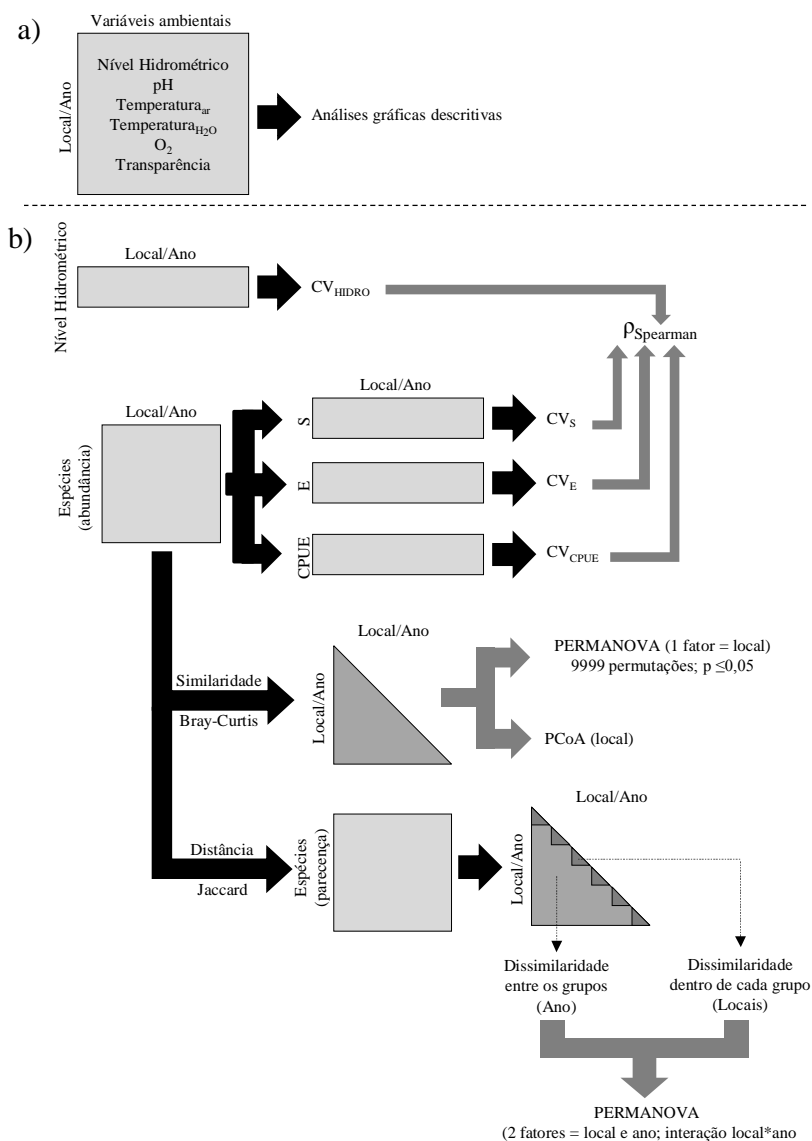 a)
Variáveis ambientais
Local/Ano
Nível Hidrométrico
pH
Temperatura_ar
Temperatura_H2O
O2
Transparência
Análises gráficas descritivas
b)
Nível Hidrométrico
Local/Ano
CV_HIDRO
ρ_Spearman
Local/Ano
Espécies
(abundância)
Local/Ano
S
CV_S
E
CV_E
CPUE
CV_CPUE
Similaridade
Bray-Curtis
Local/Ano
Local/Ano
PERMANOVA (1 fator = local)
9999 permutações; p ≤0,05
PCoA (local)
Distância
Jaccard
Espécies
(parecença)
Local/Ano
Local/Ano
Dissimilaridade
entre os grupos
(Ano)
Dissimilaridade
dentro de cada grupo
(Locais)
PERMANOVA
(2 fatores = local e ano; interação local*ano